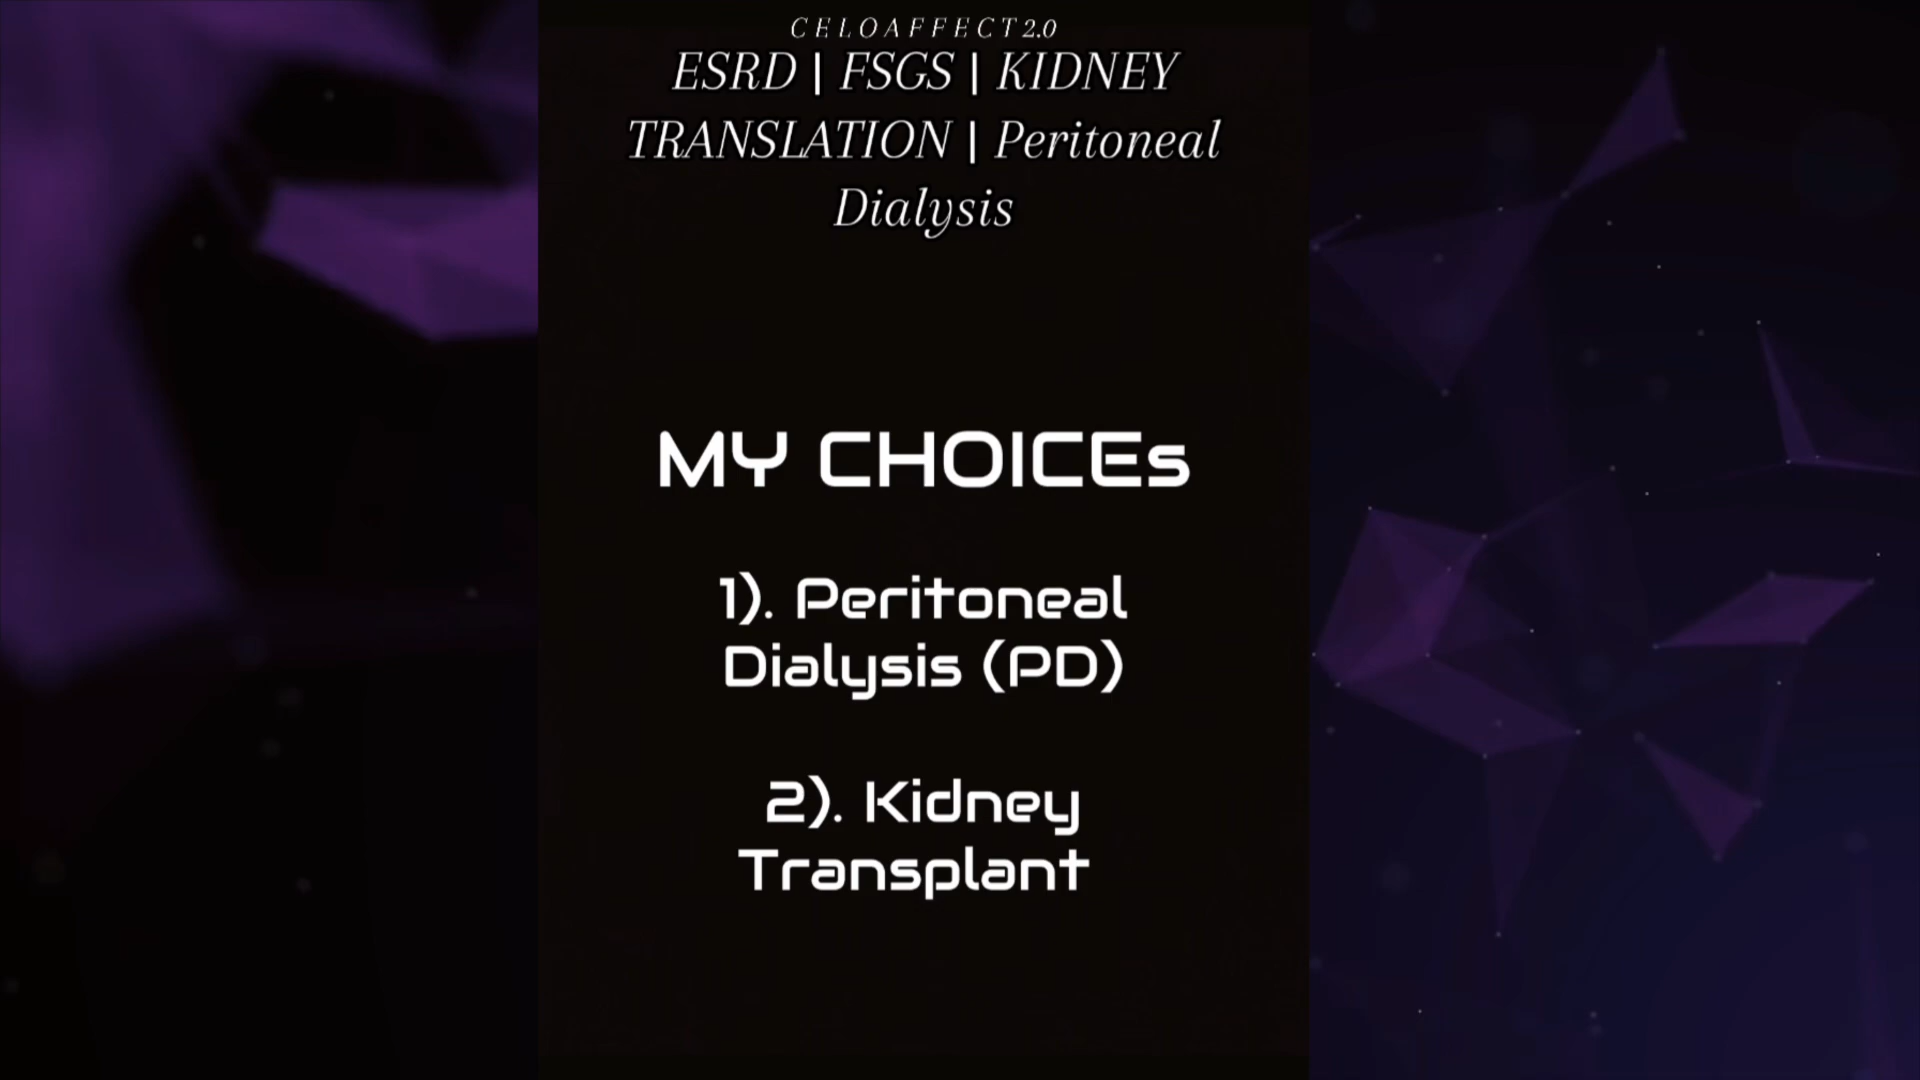 CELOAFFECT2.0
ESRD | FSGS | KIDNEY
TRANSLATION | Peritoneal
Dialysis
MY CHOICEs
1). Peritoneal
Dialysis (PD)
2). Kidney
Transplant